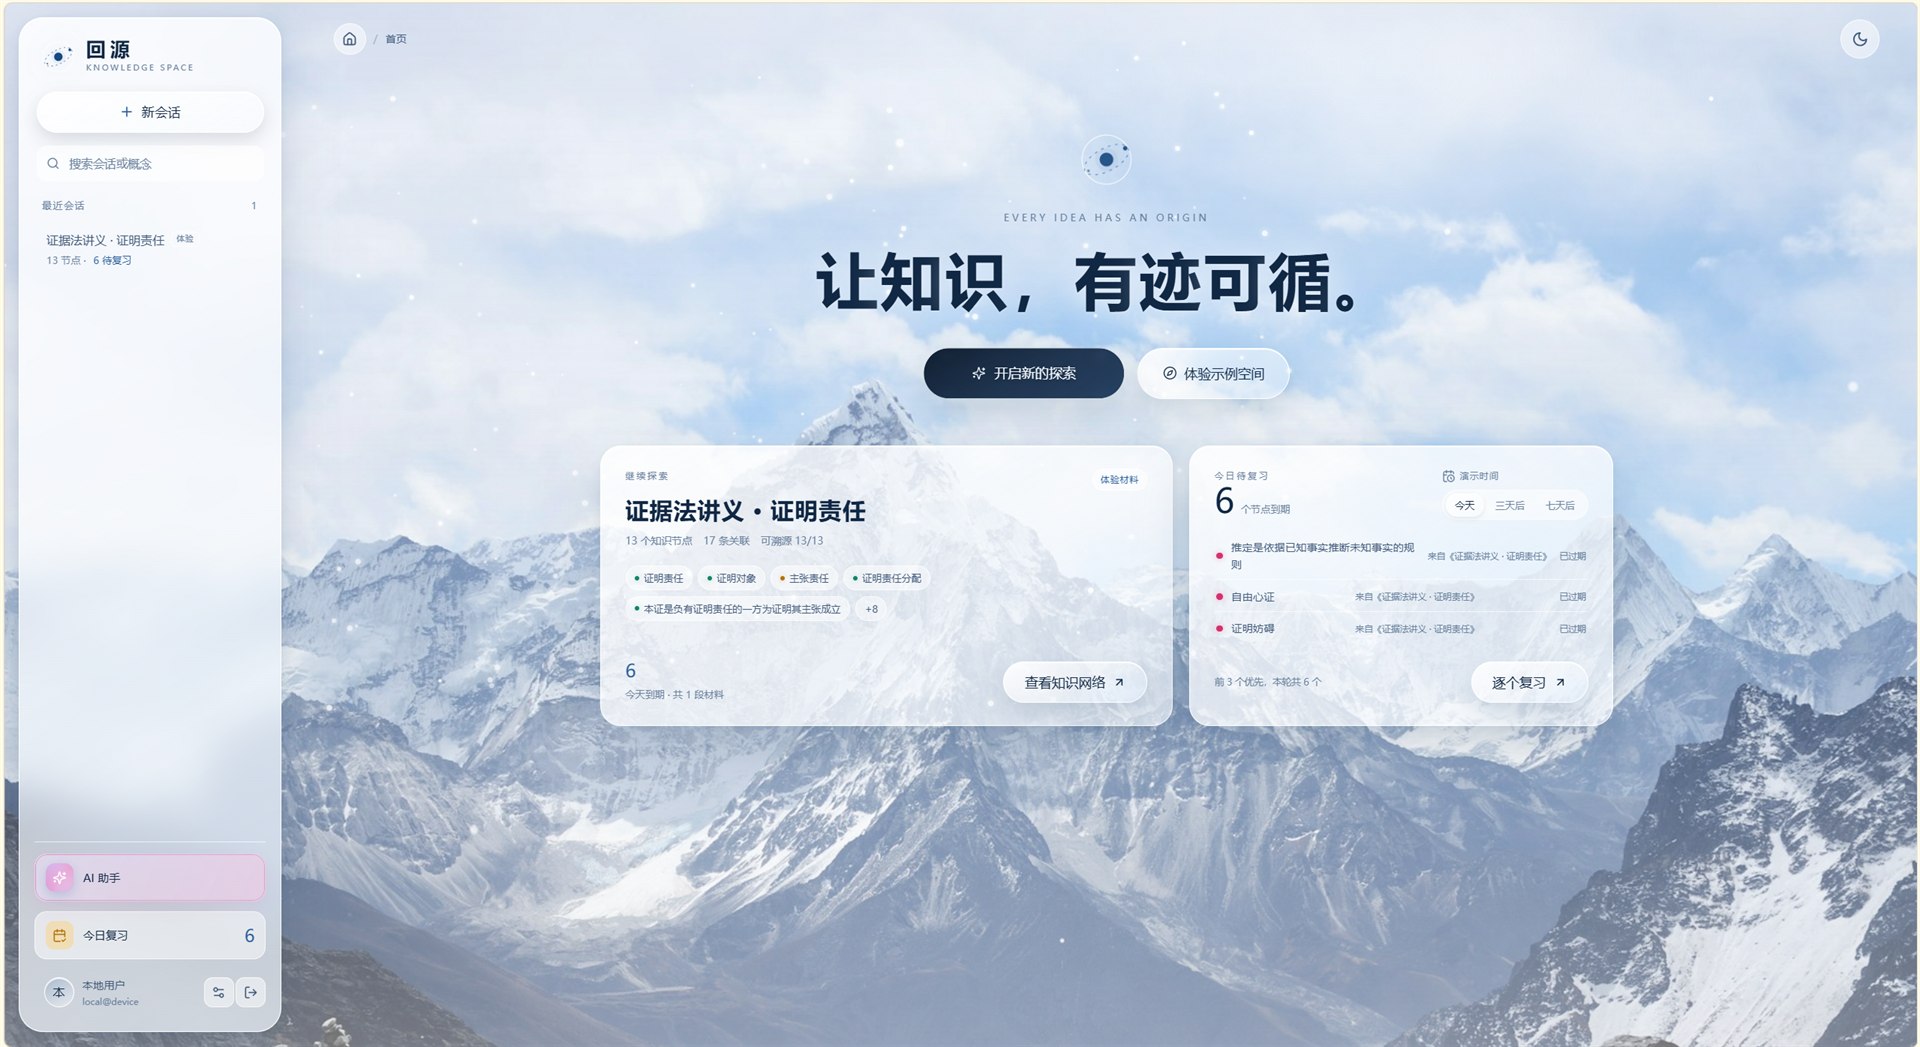 回源
KNOWLEDGE SPACE
+ 新会话
搜索会话或概念
最近会话 1
证据法讲义 · 证明责任 体验
13 节点 · 6 待复习
AI 助手
今日复习 6
本 本地用户
local@device
/ 首页
EVERY IDEA HAS AN ORIGIN
让知识，有迹可循。
开启新的探索
体验示例空间
继续探索 体验材料
证据法讲义 · 证明责任
13 个知识节点 17 条关联 可溯源 13/13
证明责任 证明对象 主张责任 证明责任分配
本证是负有证明责任的一方为证明其主张成立 +8
6
今天到期 · 共 1 段材料
查看知识网络
今日待复习 演示时间
6 个节点到期
今天 三天后 七天后
推定是依据已知事实推断未知事实的规
则
来自《证据法讲义 · 证明责任》 已过期
自由心证 来自《证据法讲义 · 证明责任》 已过期
证明妨碍 来自《证据法讲义 · 证明责任》 已过期
前 3 个优先，本轮共 6 个
逐个复习